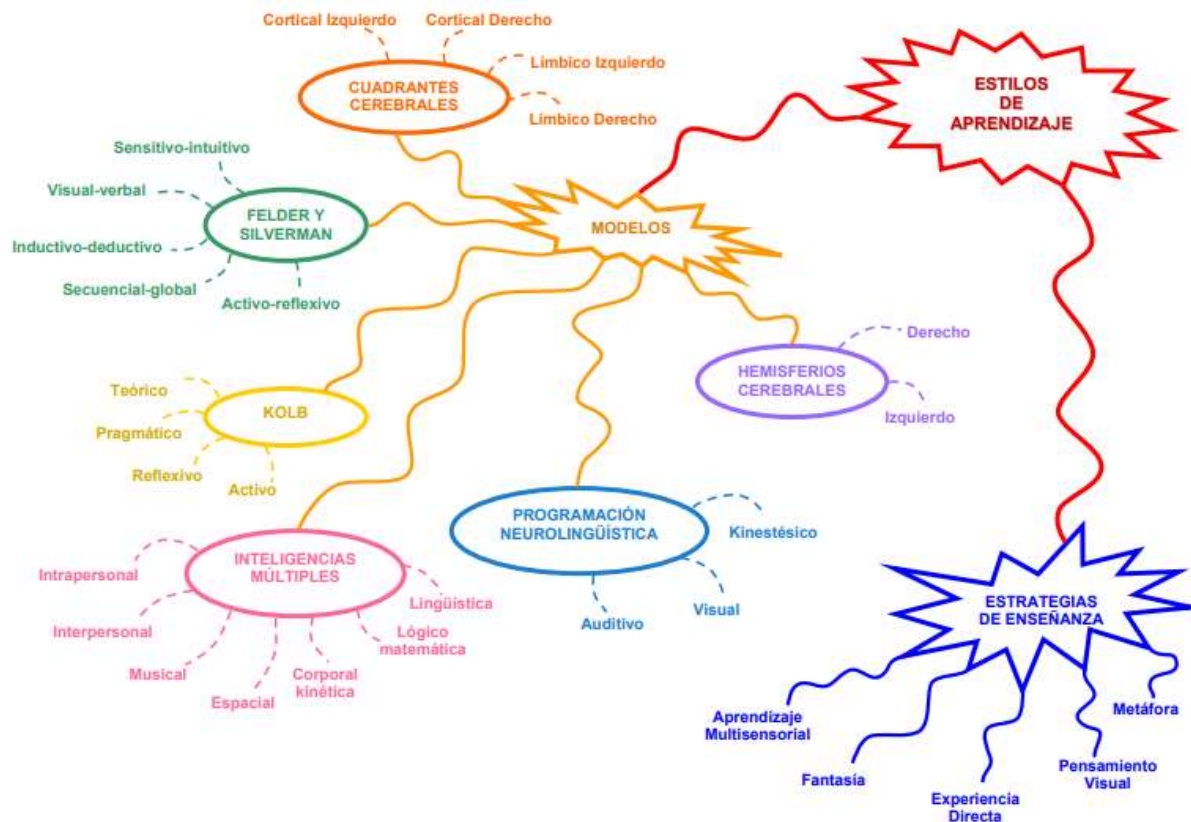 Cortical Izquierdo
Cortical Derecho
Límbico Izquierdo
Límbico Derecho
CUADRANTES
CEREBRALES
ESTILOS
DE
APRENDIZAJE
Sensitivo-intuitivo
Visual-verbal
Inductivo-deductivo
Secuencial-global
Activo-reflexivo
FELDER Y
SILVERMAN
MODELOS
Derecho
HEMISFERIOS
CEREBRALES
Izquierdo
Teórico
Pragmático
Reflexivo
Activo
KOLB
PROGRAMACIÓN
NEUROLINGÜÍSTICA
Kinestésico
Visual
Auditivo
INTELIGENCIAS
MÚLTIPLES
Intrapersonal
Interpersonal
Musical
Espacial
Corporal
kinética
Lógico
matemática
Lingüística
ESTRATEGIAS
DE ENSEÑANZA
Aprendizaje
Multisensorial
Fantasía
Experiencia
Directa
Pensamiento
Visual
Metáfora